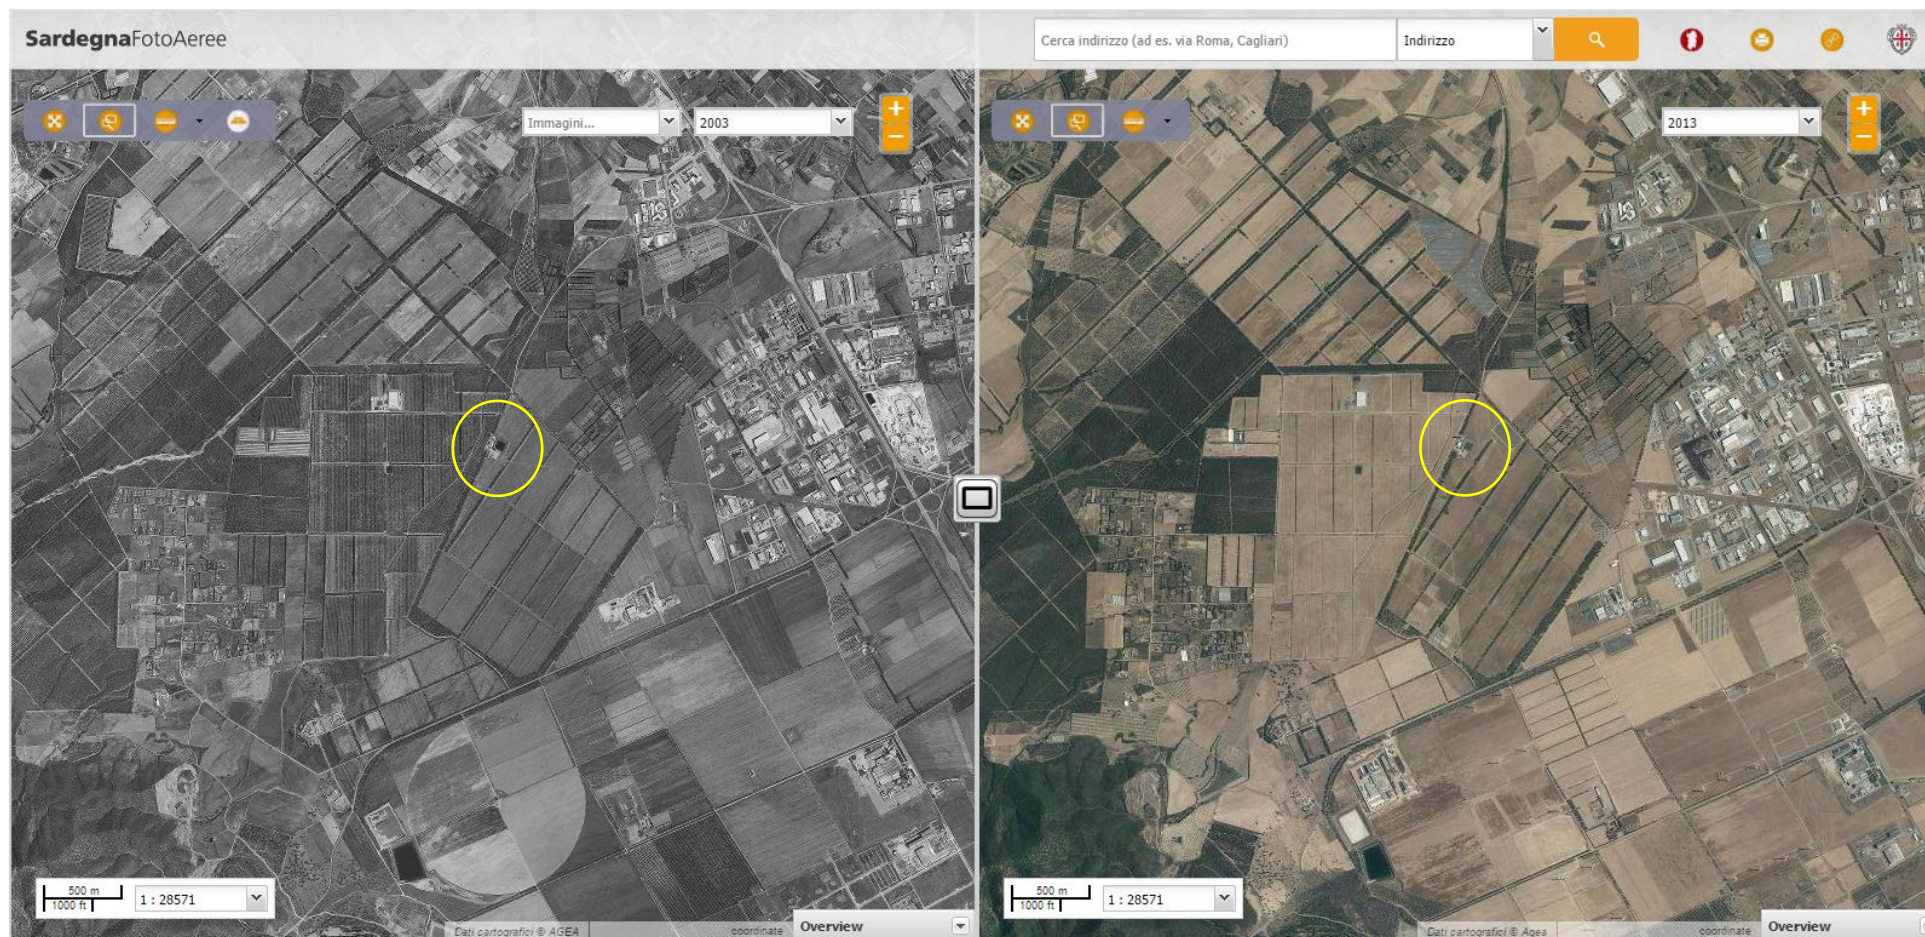 SardegnaFotoAeree
Cerca indirizzo (ad es. via Roma, Cagliari)
Indirizzo
Immagini...
2003
+
−
2013
+
−
500 m
1000 ft
1 : 28571
Dati cartografici © AGEA
coordinate
Overview
500 m
1000 ft
1 : 28571
Dati cartografici © Agea
coordinate
Overview